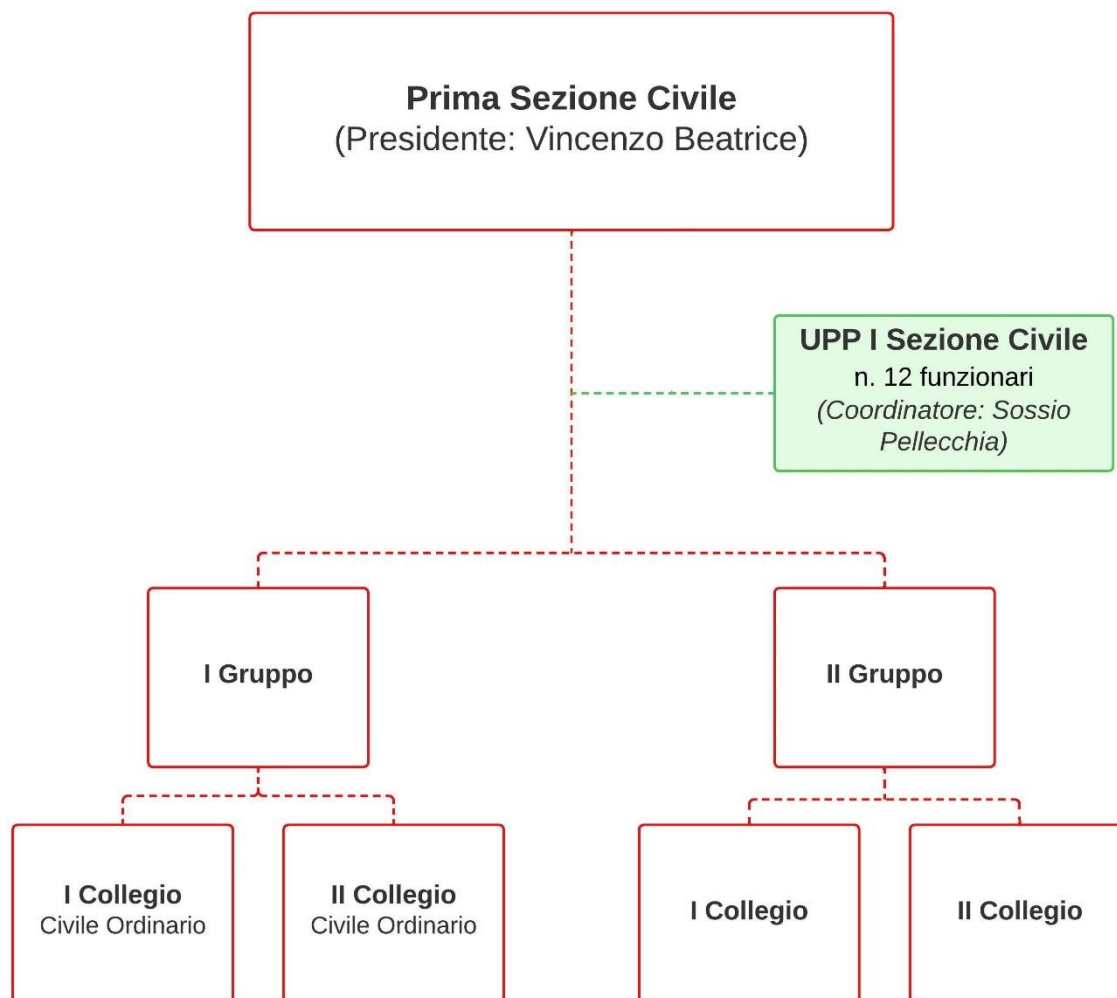 Prima Sezione Civile
(Presidente: Vincenzo Beatrice)
UPP I Sezione Civile
n. 12 funzionari
(Coordinatore: Sossio
Pellecchia)
I Gruppo
II Gruppo
I Collegio
Civile Ordinario
II Collegio
Civile Ordinario
I Collegio
II Collegio